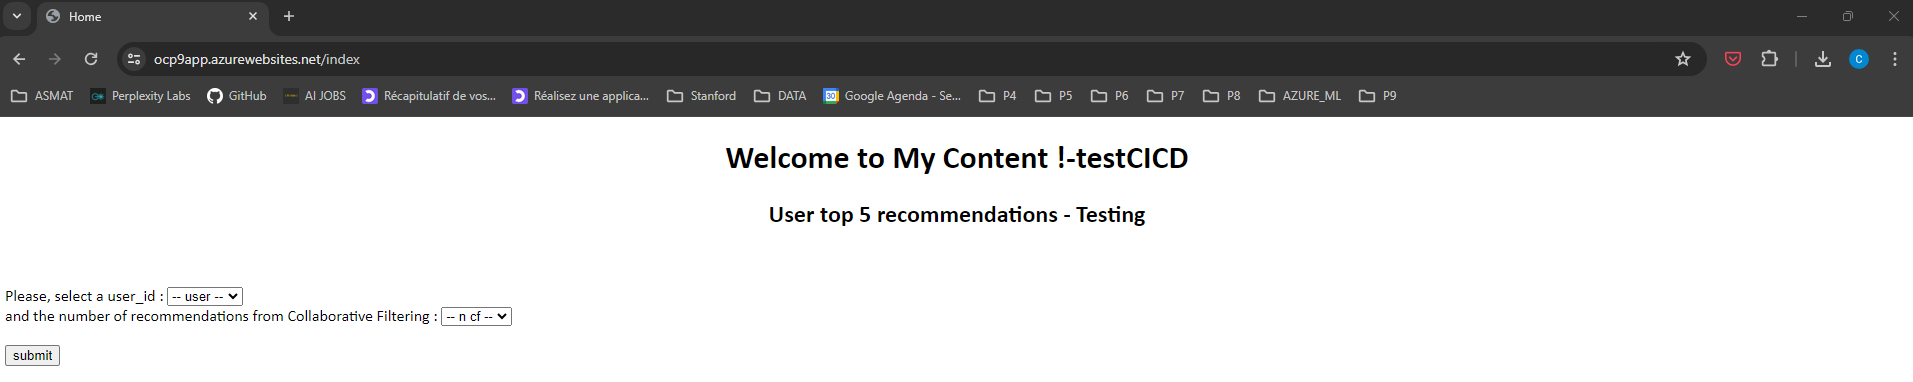 Home
ocp9app.azurewebsites.net/index
C
ASMAT Perplexity Labs GitHub AI JOBS Récapitulatif de vos... Réalisez une applica... Stanford DATA 30 Google Agenda - Se... P4 P5 P6 P7 P8 AZURE_ML P9
Welcome to My Content !-testCICD
User top 5 recommendations - Testing
Please, select a user_id : -- user --
and the number of recommendations from Collaborative Filtering : -- n cf --
submit